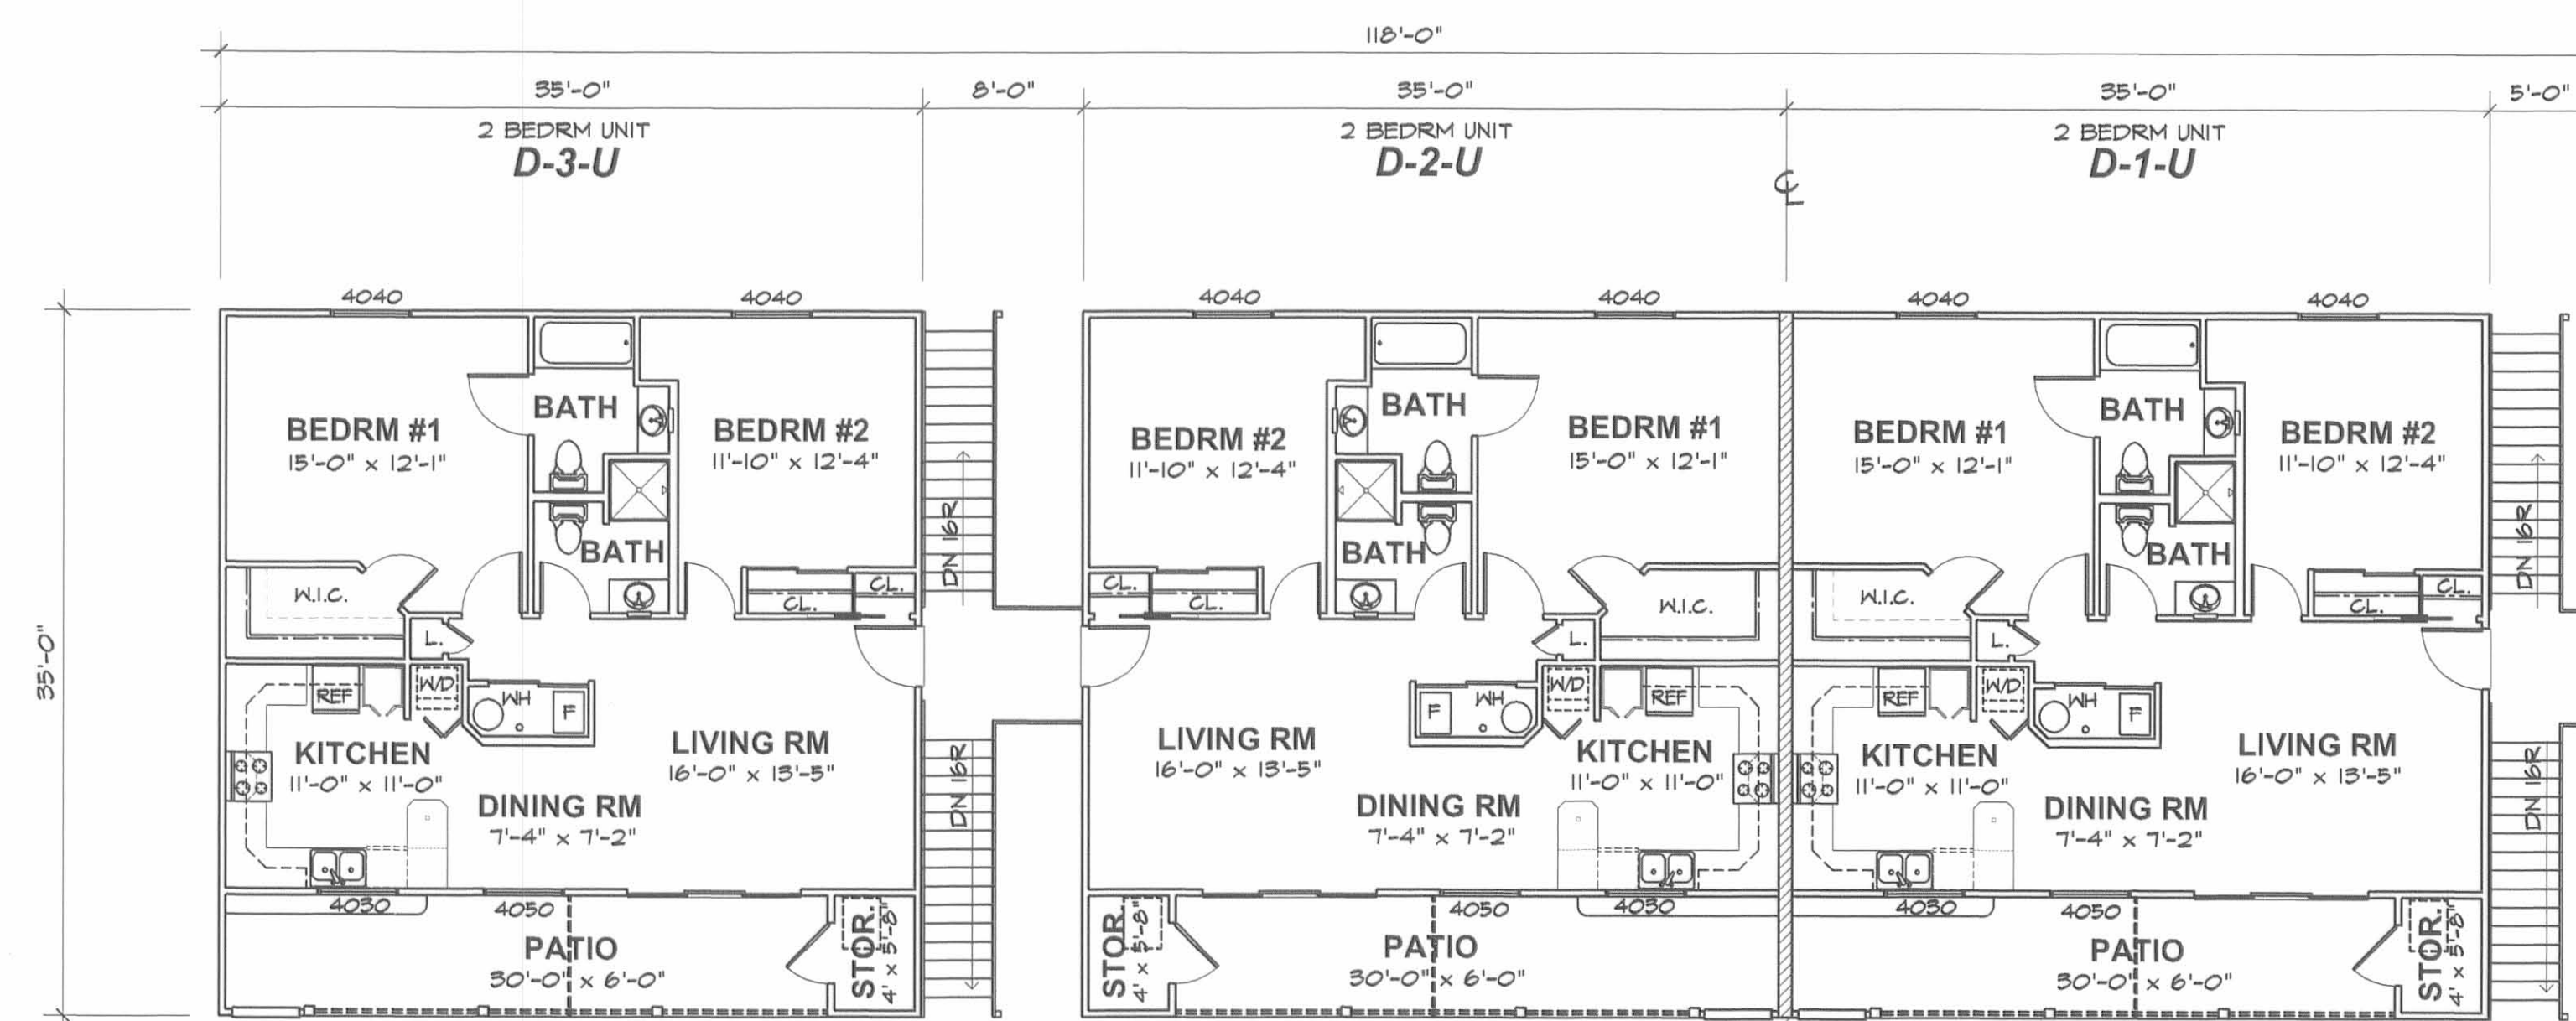 118'-0"
35'-0" 8'-0" 35'-0" 35'-0" 5'-0"
2 BEDRM UNIT
D-3-U
2 BEDRM UNIT
D-2-U
2 BEDRM UNIT
D-1-U
℄
4040 4040 4040 4040 4040 4040
35'-0"
BEDRM #1
15'-0" x 12'-1"
BATH
BEDRM #2
11'-10" x 12'-4"
BATH
W.I.C.
L.
CL.
CL.
DN 16R
REF
W/D
WH
F
KITCHEN
11'-0" x 11'-0"
LIVING RM
16'-0" x 13'-5"
DINING RM
7'-4" x 7'-2"
DN 16R
4030
4050
PATIO
30'-0" x 6'-0"
STOR.
4' x 5'-8"
BEDRM #2
11'-10" x 12'-4"
BATH
BEDRM #1
15'-0" x 12'-1"
BATH
CL.
CL.
W.I.C.
L.
F
WH
W/D
REF
LIVING RM
16'-0" x 13'-5"
KITCHEN
11'-0" x 11'-0"
DINING RM
7'-4" x 7'-2"
4050
4030
STOR.
4' x 5'-8"
PATIO
30'-0" x 6'-0"
BEDRM #1
15'-0" x 12'-1"
BATH
BEDRM #2
11'-10" x 12'-4"
BATH
W.I.C.
L.
CL.
CL.
DN 16R
REF
W/D
WH
F
KITCHEN
11'-0" x 11'-0"
LIVING RM
16'-0" x 13'-5"
DINING RM
7'-4" x 7'-2"
DN 16R
4030
4050
PATIO
30'-0" x 6'-0"
STOR.
4' x 5'-8"